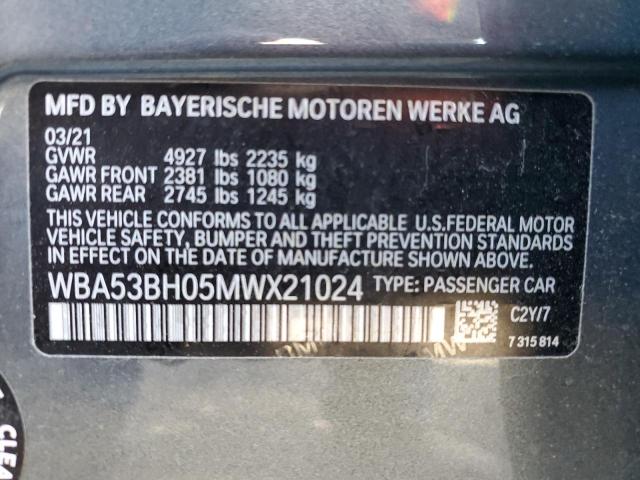 MFD BY BAYERISCHE MOTOREN WERKE AG
03/21
GVWR 4927 lbs 2235 kg
GAWR FRONT 2381 lbs 1080 kg
GAWR REAR 2745 lbs 1245 kg
THIS VEHICLE CONFORMS TO ALL APPLICABLE U.S.FEDERAL MOTOR
VEHICLE SAFETY, BUMPER AND THEFT PREVENTION STANDARDS
IN EFFECT ON THE DATE OF MANUFACTURE SHOWN ABOVE.
WBA53BH05MWX21024 TYPE: PASSENGER CAR
C2Y/7
7 315 814